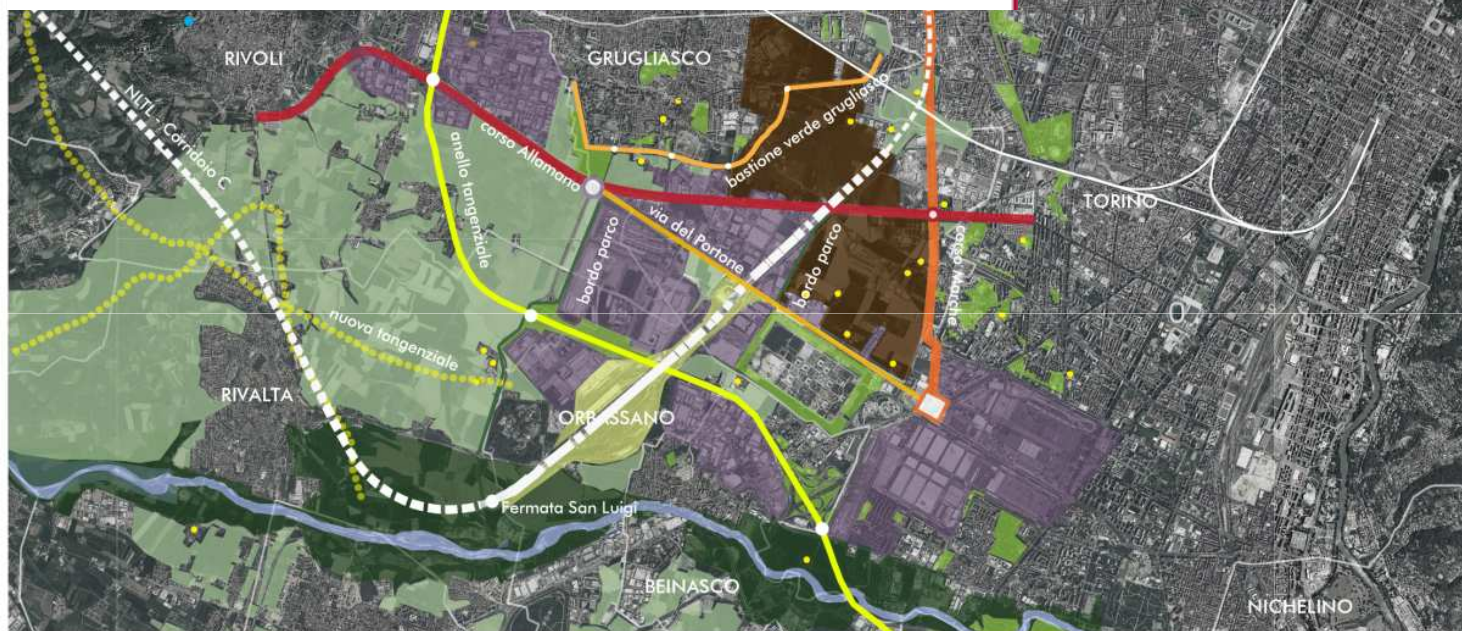 RIVOLI
GRUGLIASCO
NLTL - Corridoio C
corso Allamano
anello tangenziale
bastione verde grugliasco
TORINO
via del Portone
bordo parco
bordo parco
corso Marche
nuova tangenziale
RIVALTA
ORBASSANO
Fermata San Luigi
BEINASCO
NICHELINO